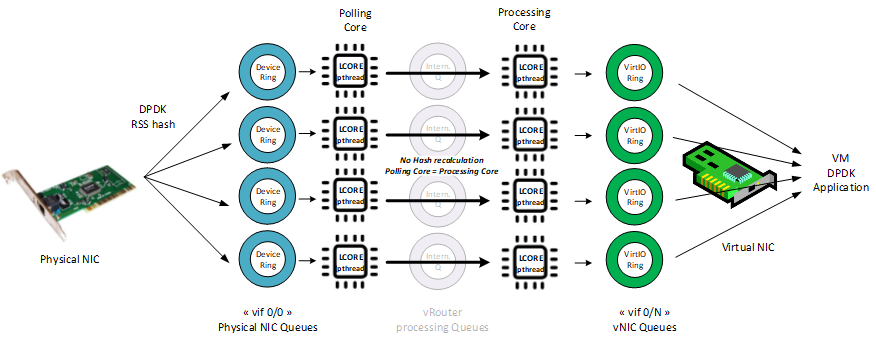 Polling
Core
Processing
Core
DPDK
RSS hash
Device
Ring
LCORE
pthread
Intern.
Q
LCORE
pthread
VirtIO
Ring
Device
Ring
LCORE
pthread
Intern.
Q
LCORE
pthread
VirtIO
Ring
No Hash recalculation
Polling Core = Processing Core
VM
DPDK
Application
Device
Ring
LCORE
pthread
Intern.
Q
LCORE
pthread
VirtIO
Ring
Device
Ring
LCORE
pthread
Intern.
Q
LCORE
pthread
VirtIO
Ring
Physical NIC
Virtual NIC
« vif 0/0 »
Physical NIC Queues
vRouter
processing Queues
« vif 0/N »
vNIC Queues